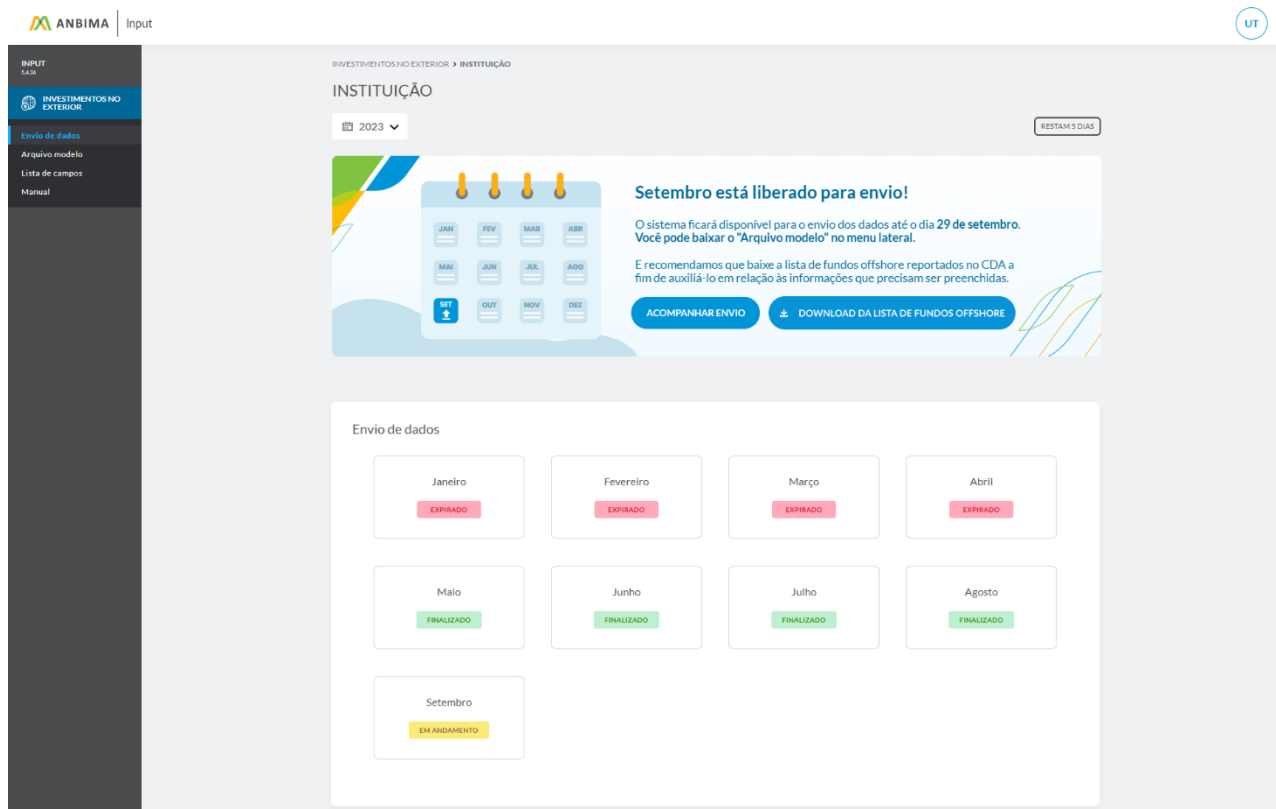 ANBIMA Input
UT
INPUT
5.4.36
INVESTIMENTOS NO
EXTERIOR
Envio de dados
Arquivo modelo
Lista de campos
Manual
INVESTIMENTOS NO EXTERIOR > INSTITUIÇÃO
INSTITUIÇÃO
2023
RESTAM 5 DIAS
JAN FEV MAR ABR
MAI JUN JUL AGO
SET OUT NOV DEZ
Setembro está liberado para envio!
O sistema ficará disponível para o envio dos dados até o dia 29 de setembro.
Você pode baixar o "Arquivo modelo" no menu lateral.
E recomendamos que baixe a lista de fundos offshore reportados no CDA a
fim de auxiliá-lo em relação às informações que precisam ser preenchidas.
ACOMPANHAR ENVIO
DOWNLOAD DA LISTA DE FUNDOS OFFSHORE
Envio de dados
Janeiro
EXPIRADO
Fevereiro
EXPIRADO
Março
EXPIRADO
Abril
EXPIRADO
Maio
FINALIZADO
Junho
FINALIZADO
Julho
FINALIZADO
Agosto
FINALIZADO
Setembro
EM ANDAMENTO